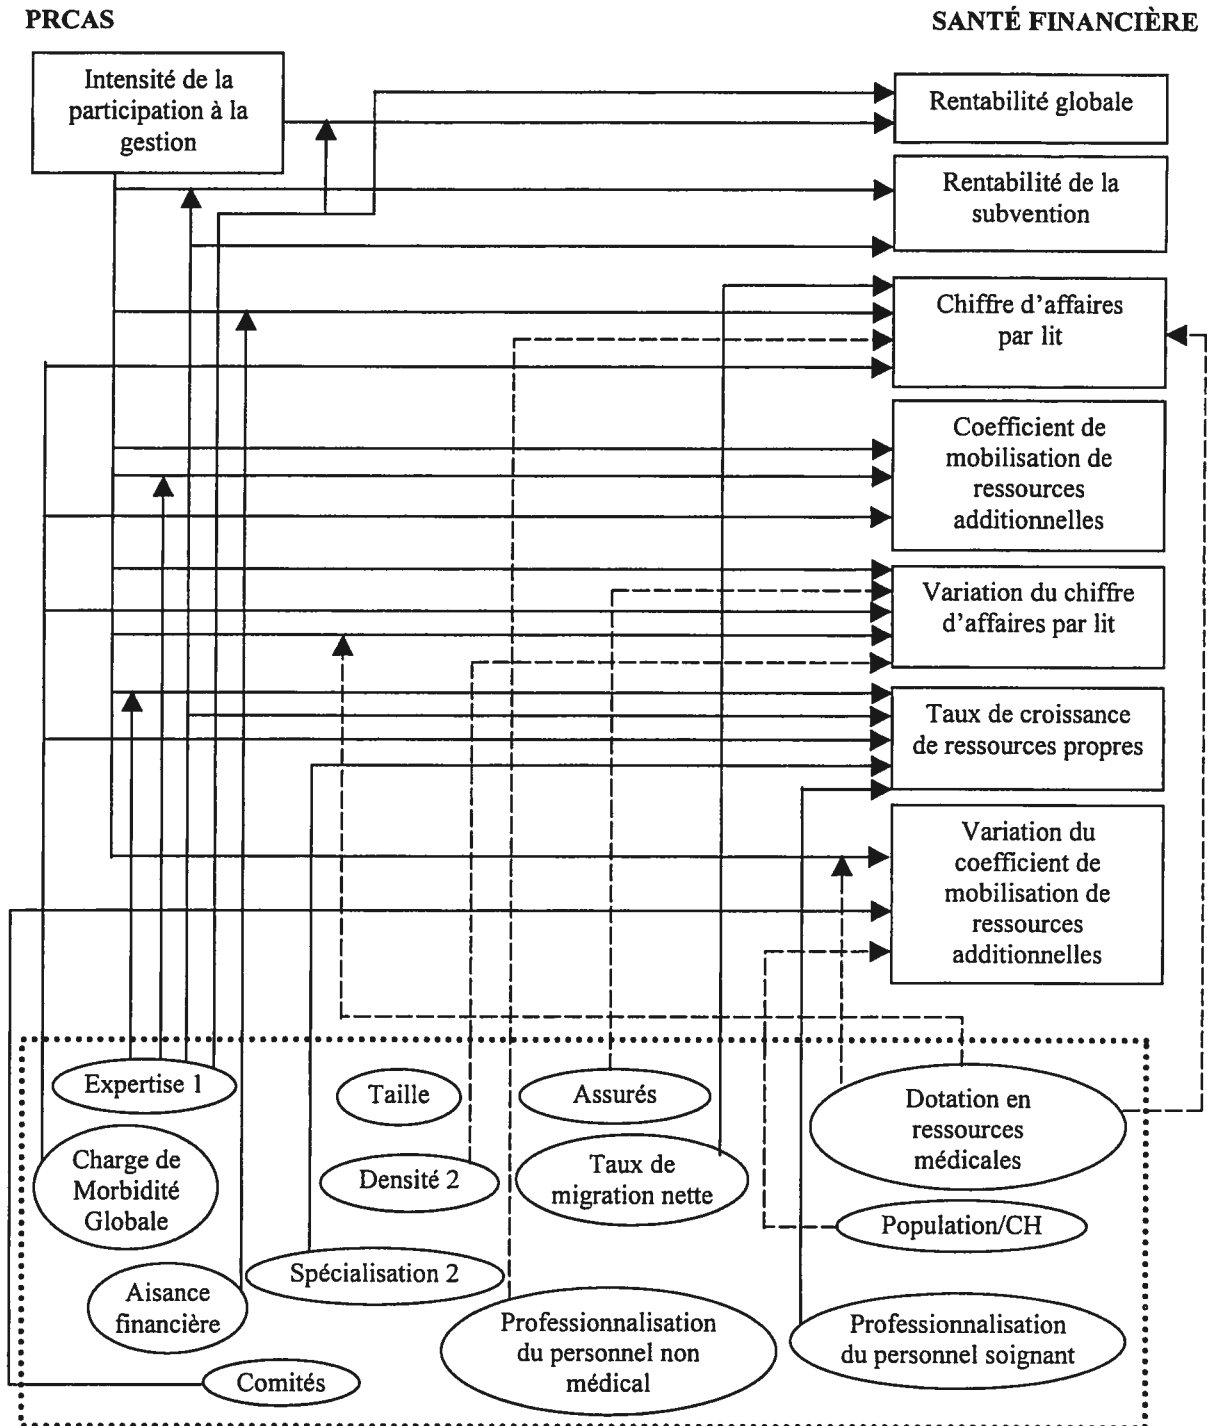 PRCAS
SANTÉ FINANCIÈRE
Intensité de la
participation à la
gestion
Rentabilité globale
Rentabilité de la
subvention
Chiffre d'affaires
par lit
Coefficient de
mobilisation de
ressources
additionnelles
Variation du chiffre
d'affaires par lit
Taux de croissance
de ressources propres
Variation du
coefficient de
mobilisation de
ressources
additionnelles
Expertise 1
Taille
Assurés
Dotation en
ressources
médicales
Charge de
Morbidité
Globale
Densité 2
Taux de
migration nette
Population/CH
Spécialisation 2
Aisance
financière
Professionnalisation
du personnel non
médical
Professionnalisation
du personnel soignant
Comités